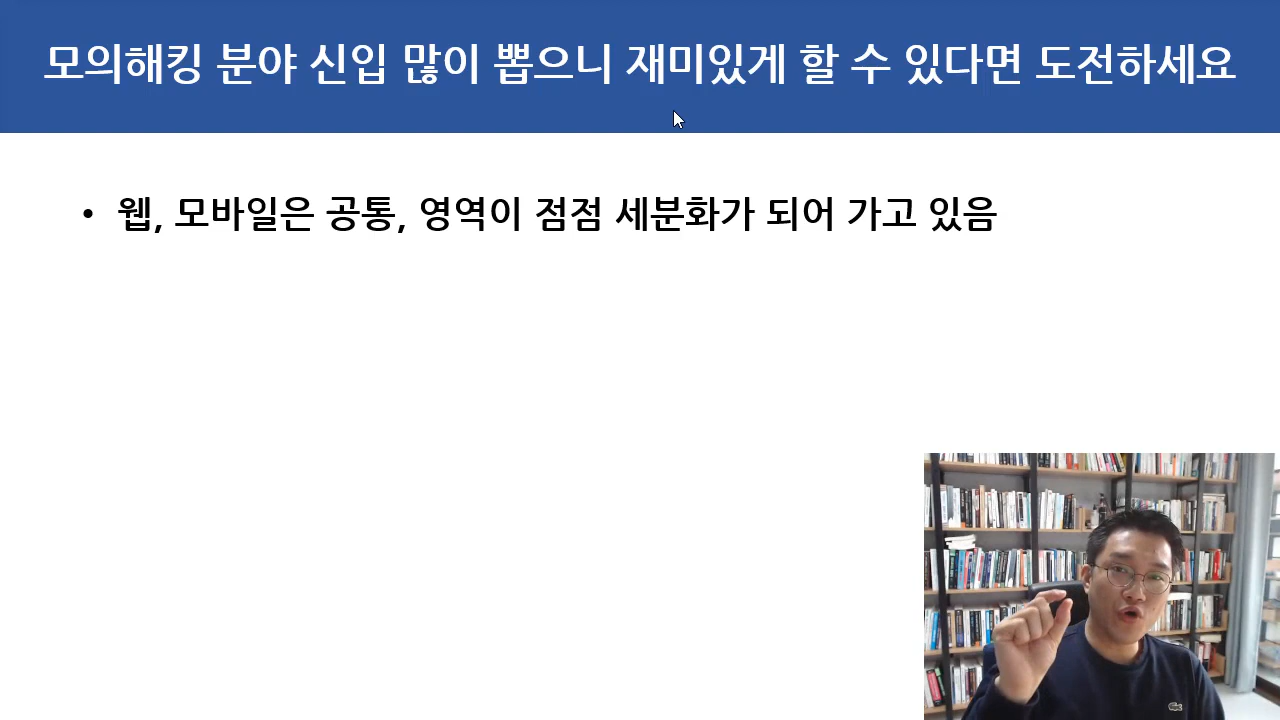 모의해킹 분야 신입 많이 뽑으니 재미있게 할 수 있다면 도전하세요
• 웹, 모바일은 공통, 영역이 점점 세분화가 되어 가고 있음